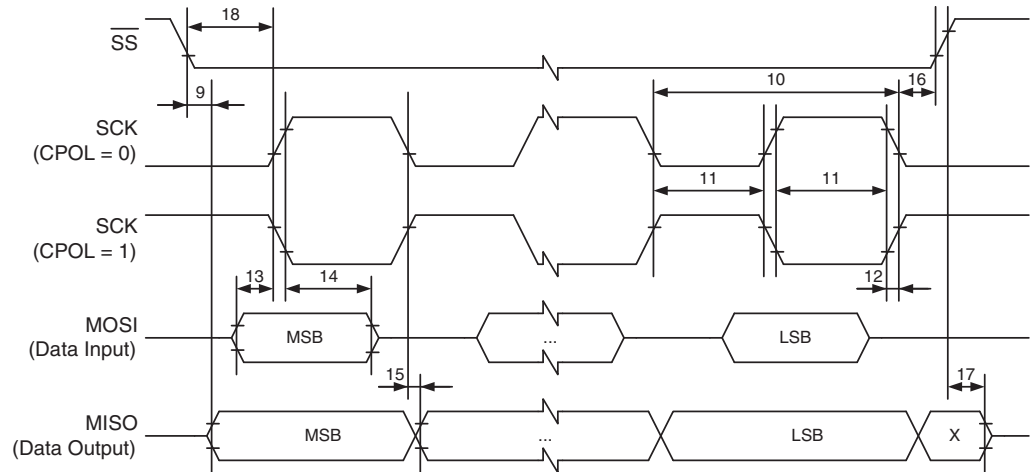 18
SS
10
16
9
SCK
(CPOL = 0)
11
11
SCK
(CPOL = 1)
13
14
12
MOSI
(Data Input)
MSB
...
LSB
15
17
MISO
(Data Output)
MSB
...
LSB
X